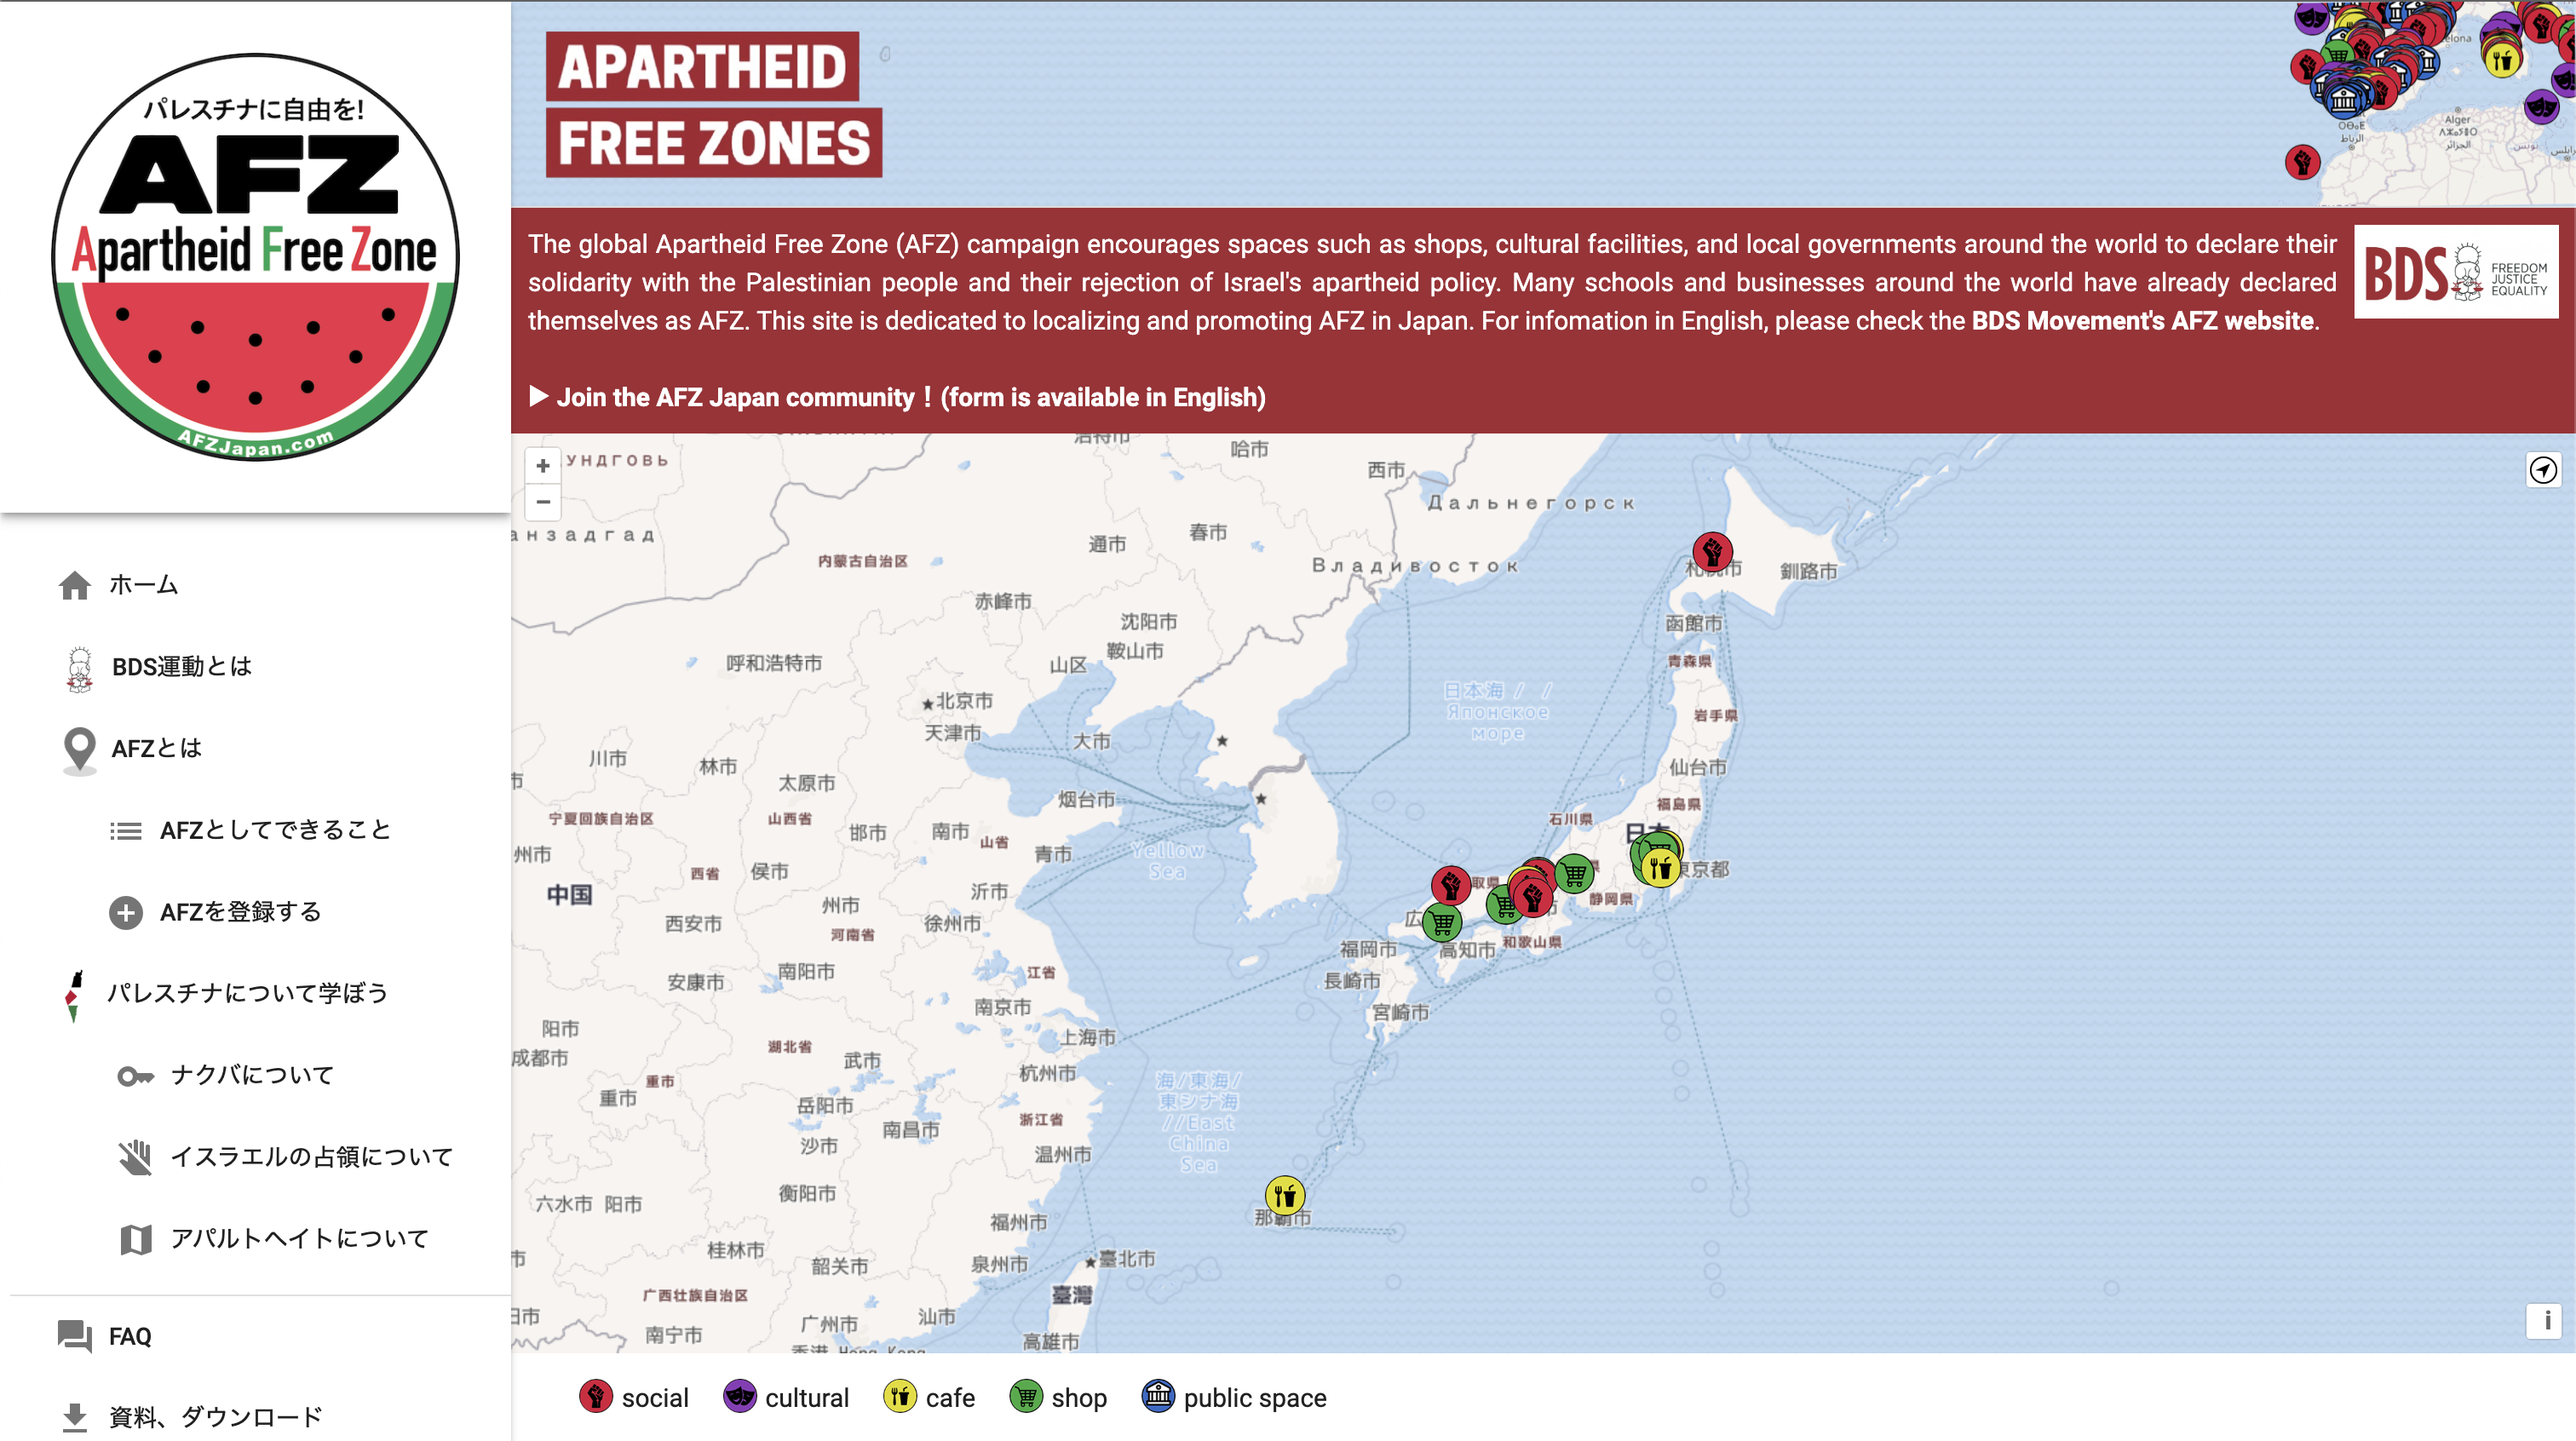 パレスチナに自由を!
AFZ
Apartheid Free Zone
AFZJapan.com
ホーム
BDS運動とは
AFZとは
AFZとしてできること
AFZを登録する
パレスチナについて学ぼう
ナクバについて
イスラエルの占領について
アパルトヘイトについて
FAQ
資料、ダウンロード
APARTHEID
FREE ZONES
Alger
الجزائر
الرباط
تونس
The global Apartheid Free Zone (AFZ) campaign encourages spaces such as shops, cultural facilities, and local governments around the world to declare their
solidarity with the Palestinian people and their rejection of Israel's apartheid policy. Many schools and businesses around the world have already declared
themselves as AFZ. This site is dedicated to localizing and promoting AFZ in Japan. For infomation in English, please check the BDS Movement's AFZ website.
BDS
FREEDOM
JUSTICE
EQUALITY
▶ Join the AFZ Japan community！(form is available in English)
+
−
哈市
西市
Дальнегорск
春市
通市
内蒙古自治区
Владивосток
釧路市
赤峰市
沈阳市
函館市
鞍山市
呼和浩特市
山区
青森県
北京市
日本海 / /
Японское
море
岩手県
天津市
大市
川市
林市
仙台市
太原市
烟台市
福島県
宁夏回族自治区
山西省
石川県
邯市
南市
山省
州市
青市
Yellow
Sea
西省
侯市
東京都
中国
沂市
静岡県
州市
西安市
徐州市
河南省
福岡市
高知市
和歌山県
南阳市
江省
安康市
長崎市
南京市
宮崎市
阳市
上海市
湖北省
成都市
武市
杭州市
重市
海/東海/
東シナ海
//East
China
Sea
重市
岳阳市
浙江省
南昌市
沙市
温州市
衡阳市
六水市
阳市
那覇市
福州市
桂林市
臺北市
韶关市
泉州市
广西壮族自治区
臺灣
汕市
广州市
南宁市
高雄市
i
social
cultural
cafe
shop
public space